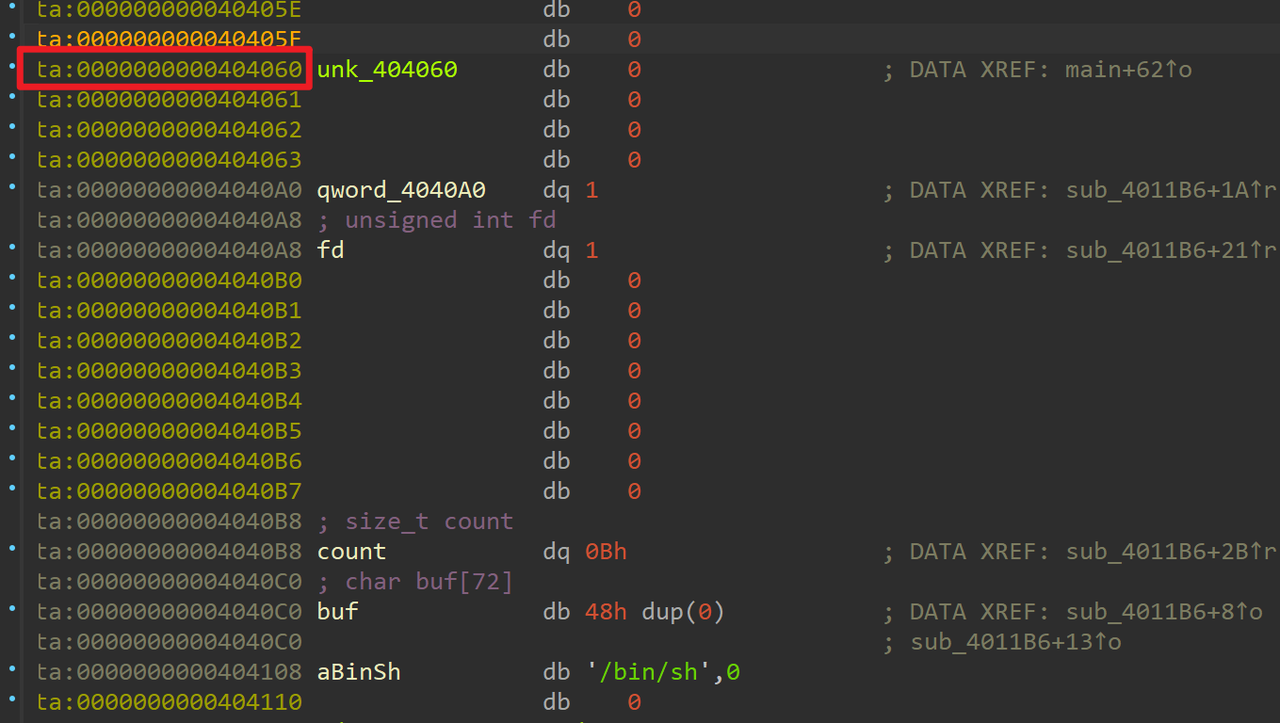 ta:000000000040405E db 0
ta:000000000040405F db 0
ta:0000000000404060 unk_404060 db 0 ; DATA XREF: main+62↑o
ta:0000000000404061 db 0
ta:0000000000404062 db 0
ta:0000000000404063 db 0
ta:00000000004040A0 qword_4040A0 dq 1 ; DATA XREF: sub_4011B6+1A↑r
ta:00000000004040A8 ; unsigned int fd
ta:00000000004040A8 fd dq 1 ; DATA XREF: sub_4011B6+21↑r
ta:00000000004040B0 db 0
ta:00000000004040B1 db 0
ta:00000000004040B2 db 0
ta:00000000004040B3 db 0
ta:00000000004040B4 db 0
ta:00000000004040B5 db 0
ta:00000000004040B6 db 0
ta:00000000004040B7 db 0
ta:00000000004040B8 ; size_t count
ta:00000000004040B8 count dq 0Bh ; DATA XREF: sub_4011B6+2B↑r
ta:00000000004040C0 ; char buf[72]
ta:00000000004040C0 buf db 48h dup(0) ; DATA XREF: sub_4011B6+8↑o
ta:00000000004040C0 ; sub_4011B6+13↑o
ta:0000000000404108 aBinSh db '/bin/sh',0
ta:0000000000404110 db 0